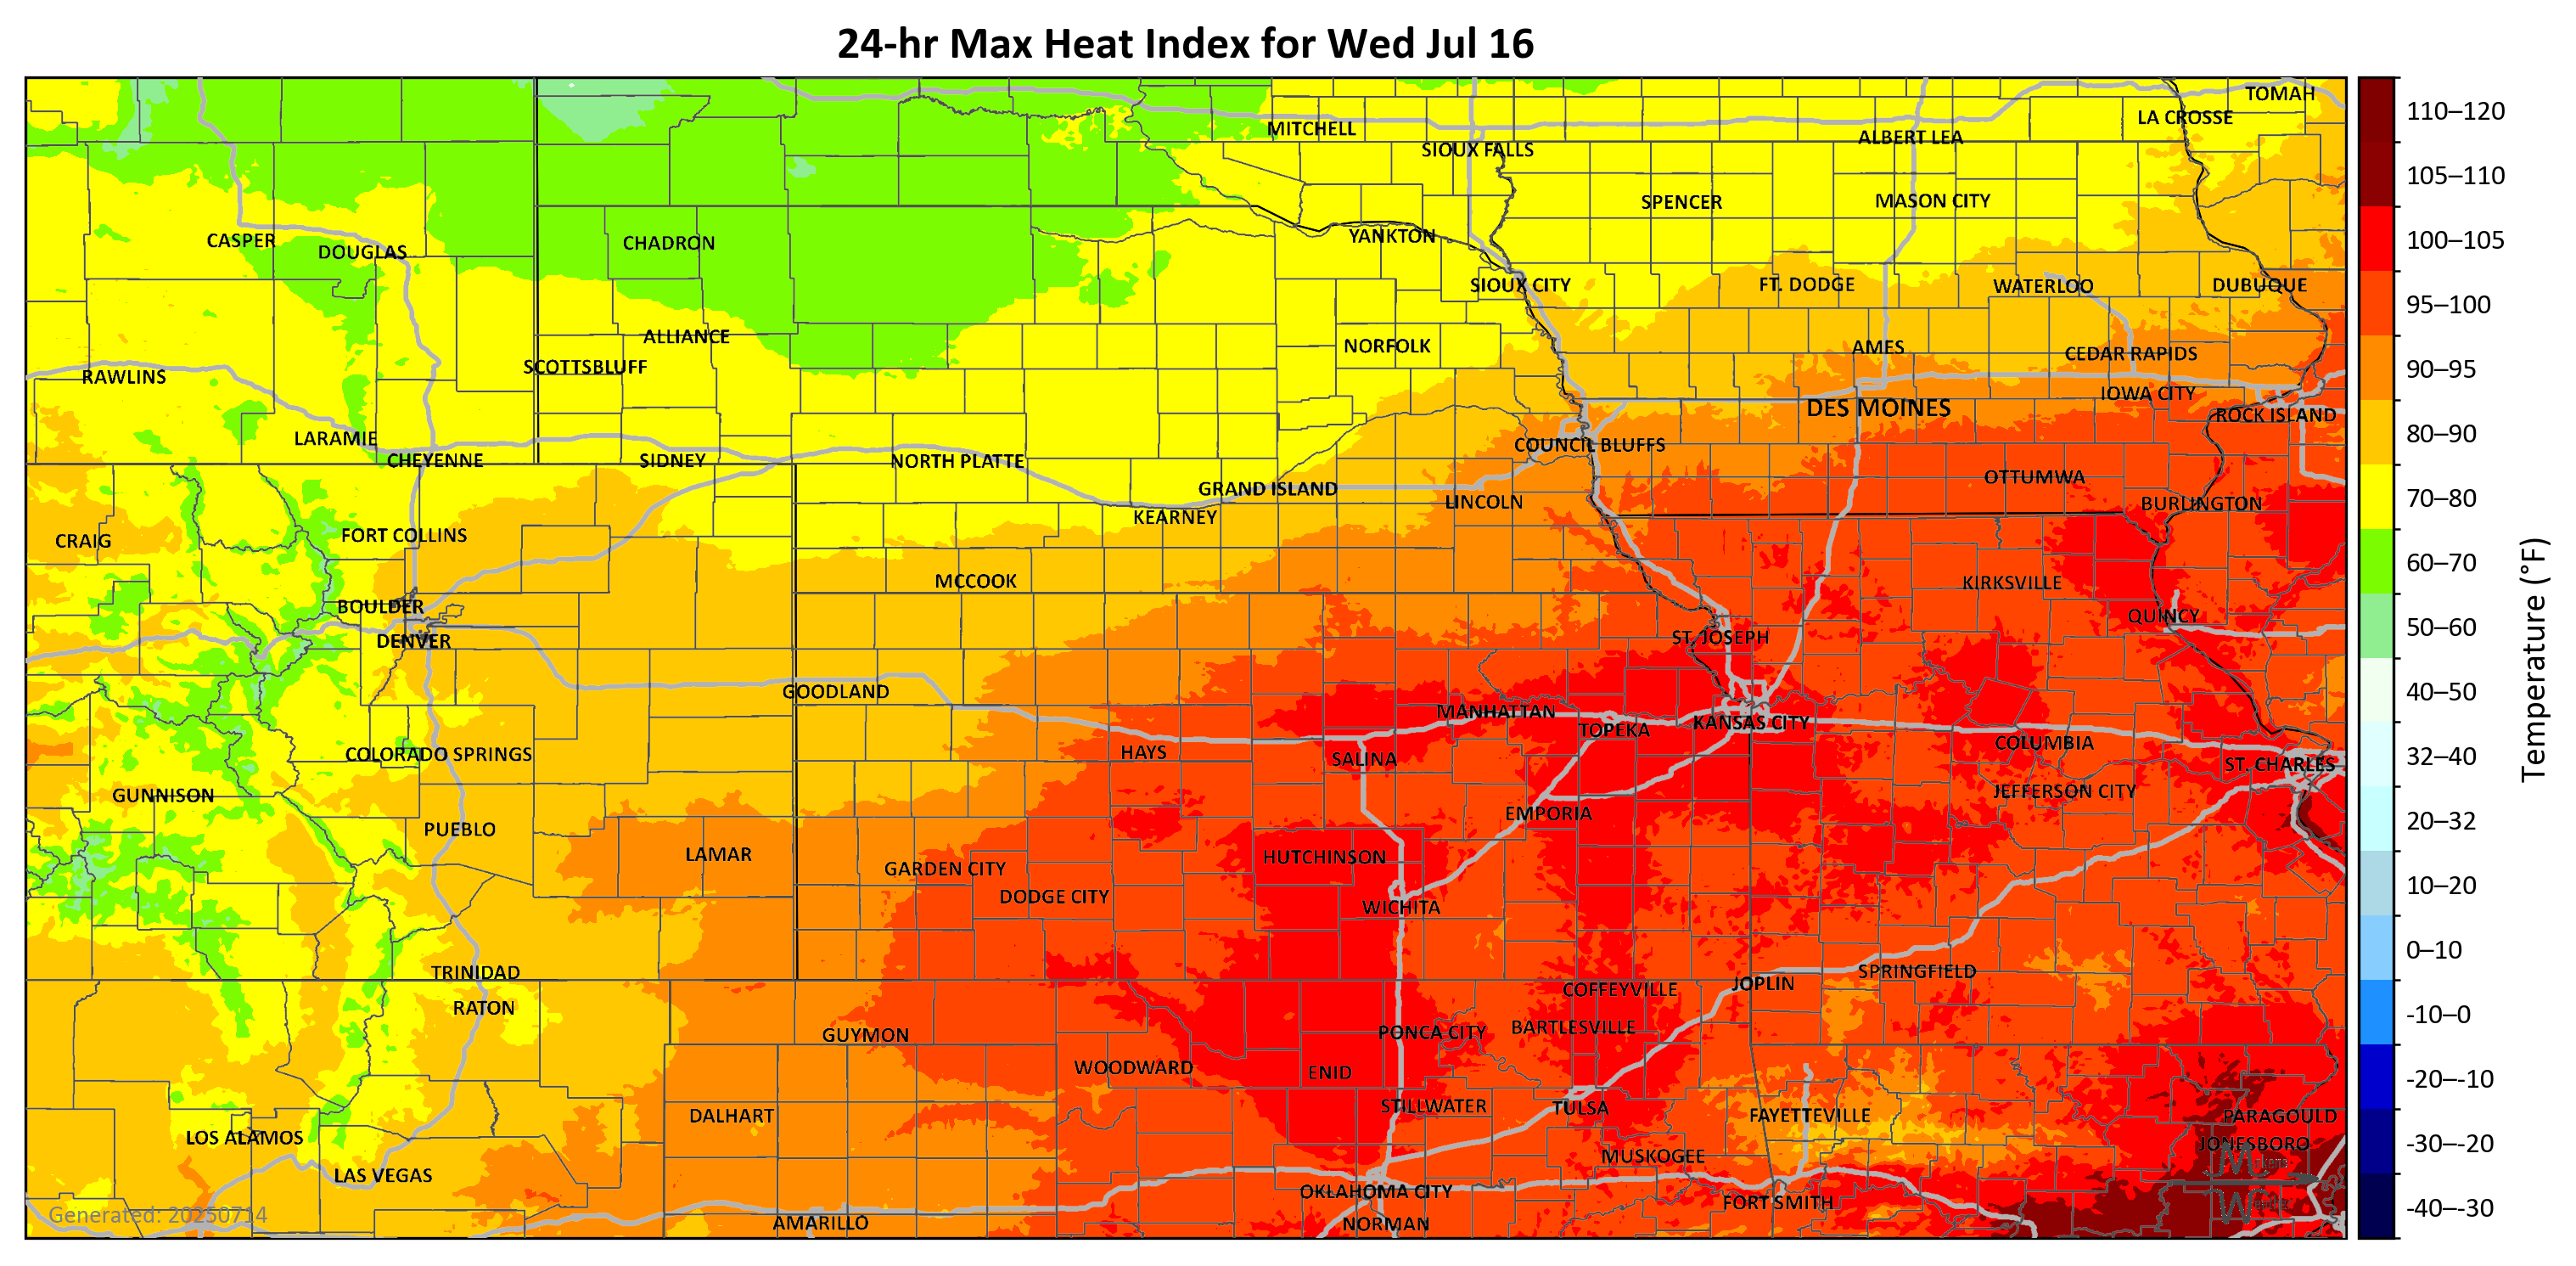 24-hr Max Heat Index for Wed Jul 16
TOMAH
LA CROSSE
MITCHELL
ALBERT LEA
SIOUX FALLS
SPENCER
MASON CITY
CASPER
DOUGLAS
CHADRON
YANKTON
SIOUX CITY
FT. DODGE
WATERLOO
DUBUQUE
ALLIANCE
NORFOLK
AMES
CEDAR RAPIDS
SCOTTSBLUFF
RAWLINS
IOWA CITY
DES MOINES
ROCK ISLAND
LARAMIE
COUNCIL BLUFFS
CHEYENNE
SIDNEY
NORTH PLATTE
OTTUMWA
GRAND ISLAND
LINCOLN
BURLINGTON
KEARNEY
FORT COLLINS
CRAIG
MCCOOK
KIRKSVILLE
BOULDER
QUINCY
DENVER
ST. JOSEPH
GOODLAND
MANHATTAN
KANSAS CITY
TOPEKA
COLUMBIA
COLORADO SPRINGS
HAYS
SALINA
ST. CHARLES
GUNNISON
JEFFERSON CITY
EMPORIA
PUEBLO
LAMAR
HUTCHINSON
GARDEN CITY
DODGE CITY
WICHITA
TRINIDAD
SPRINGFIELD
JOPLIN
COFFEYVILLE
RATON
BARTLESVILLE
PONCA CITY
GUYMON
WOODWARD
ENID
STILLWATER
TULSA
DALHART
FAYETTEVILLE
PARAGOULD
LOS ALAMOS
JONESBORO
MUSKOGEE
LAS VEGAS
OKLAHOMA CITY
FORT SMITH
AMARILLO
NORMAN
Generated: 20250714
110–120
105–110
100–105
95–100
90–95
80–90
70–80
60–70
50–60
40–50
32–40
20–32
10–20
0–10
-10–0
-20–-10
-30–-20
-40–-30
Temperature (°F)